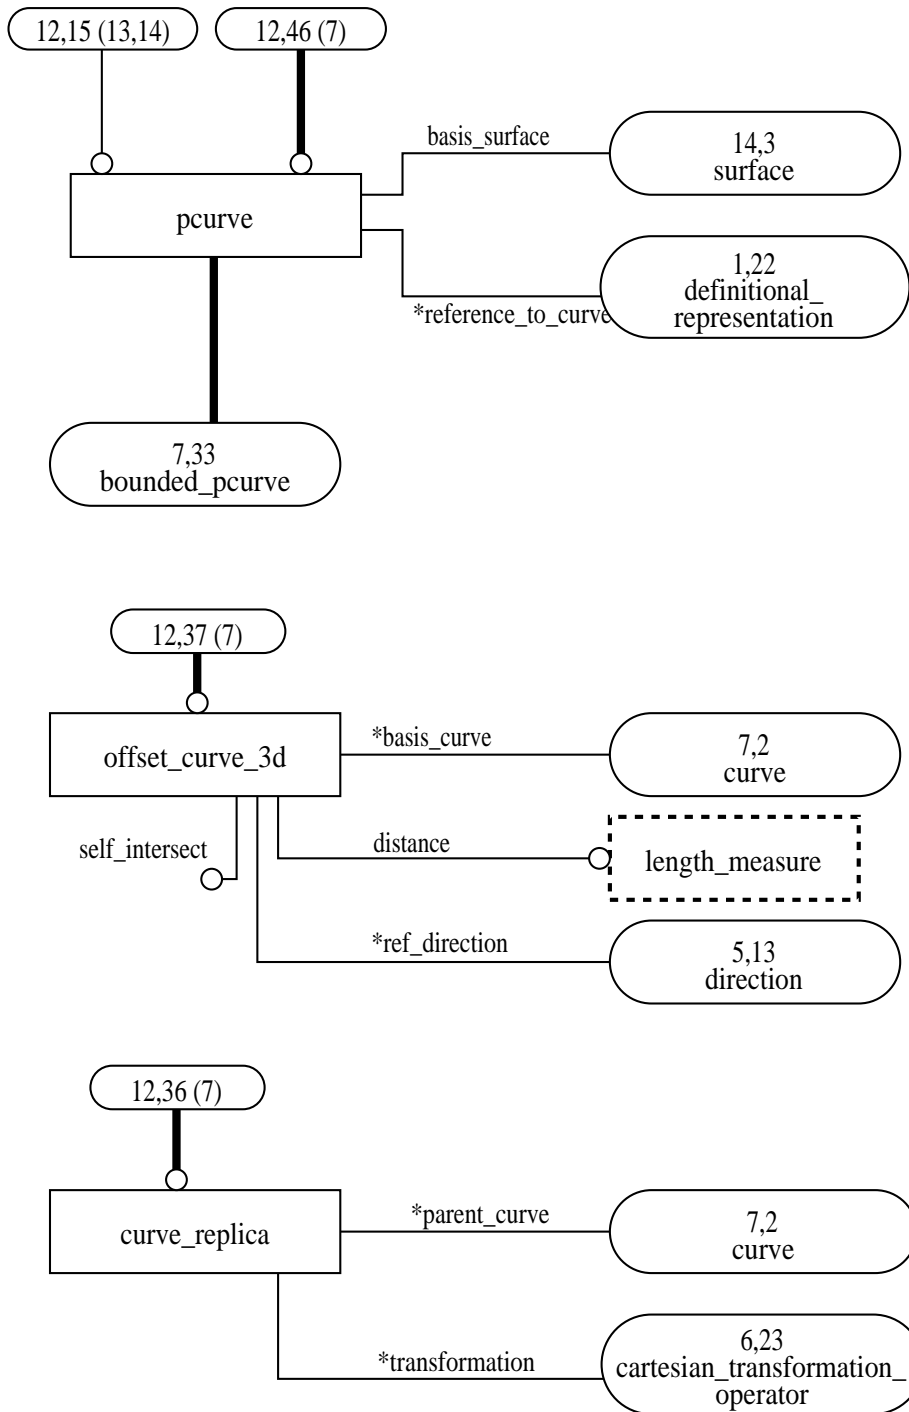 12,15 (13,14)
12,46 (7)
basis_surface
14,3
surface
pcurve
1,22
definitional_
representation
*reference_to_curve
7,33
bounded_pcurve
12,37 (7)
offset_curve_3d
*basis_curve
7,2
curve
self_intersect
distance
length_measure
*ref_direction
5,13
direction
12,36 (7)
curve_replica
*parent_curve
7,2
curve
*transformation
6,23
cartesian_transformation_
operator